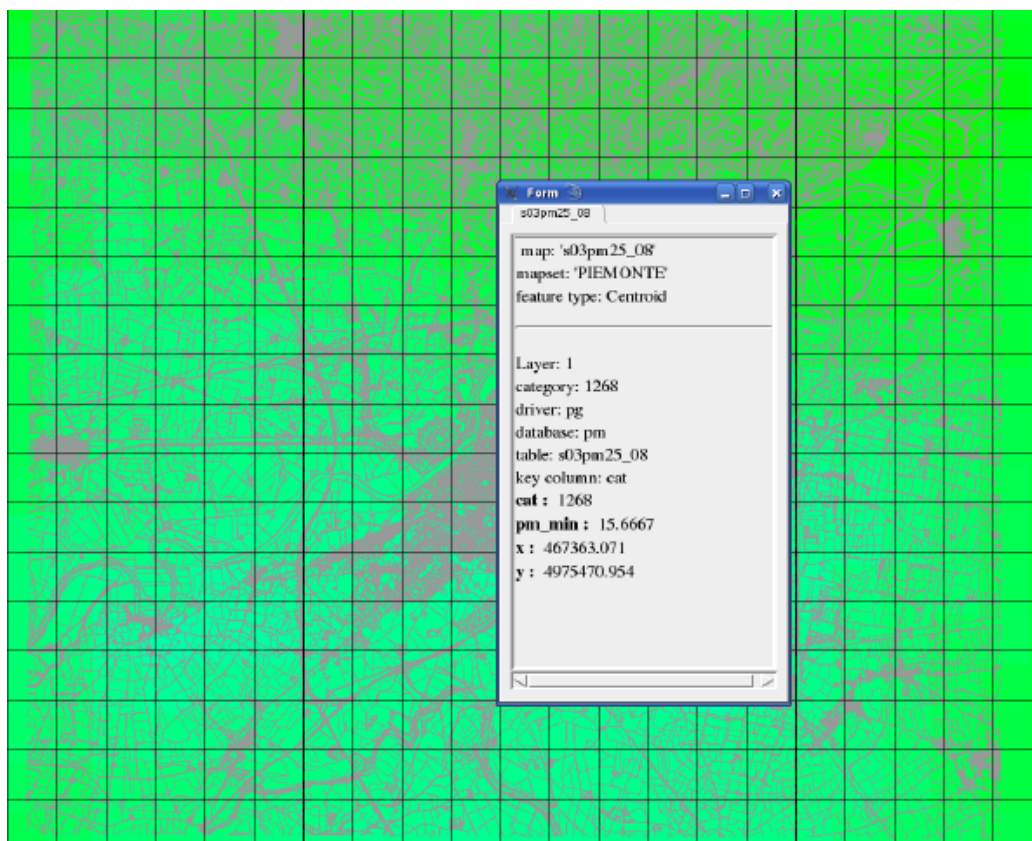 Form
s03pm25_08
map: 's03pm25_08'
mapset: 'PIEMONTE'
feature type: Centroid
Layer: 1
category: 1268
driver: pg
database: pm
table: s03pm25_08
key column: cat
cat : 1268
pm_min : 15.6667
x : 467363.071
y : 4975470.954